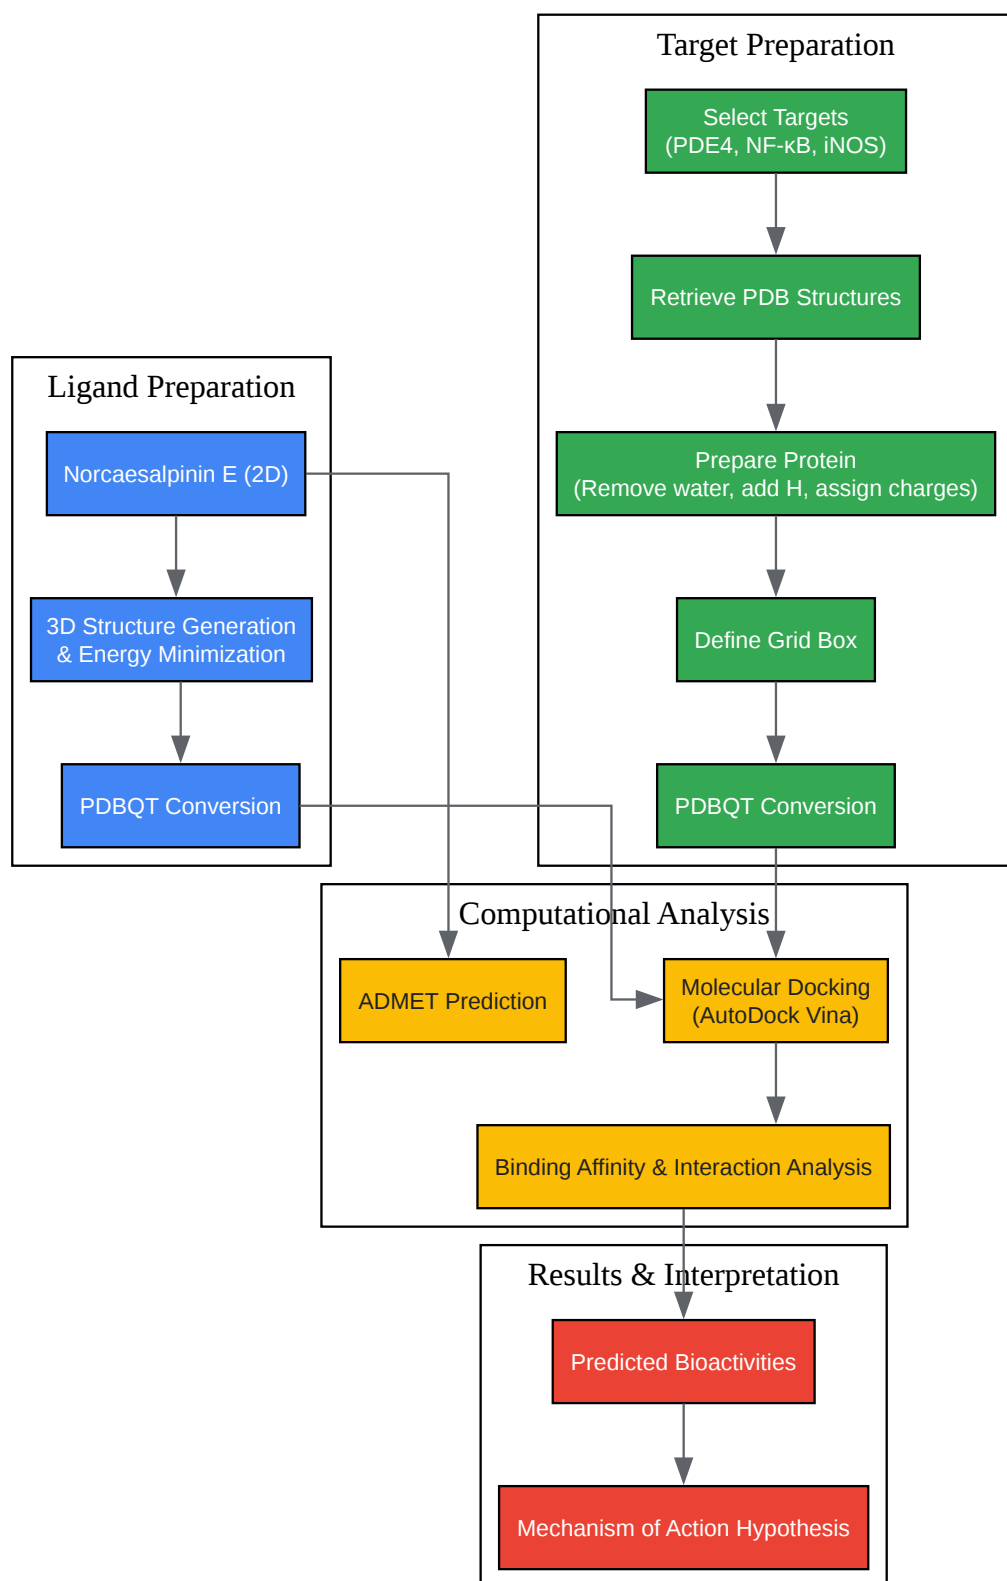 Target Preparation
Select Targets
(PDE4, NF-κB, iNOS)
Retrieve PDB Structures
Prepare Protein
(Remove water, add H, assign charges)
Define Grid Box
PDBQT Conversion
Ligand Preparation
Norcaesalpinin E (2D)
3D Structure Generation
& Energy Minimization
PDBQT Conversion
Computational Analysis
ADMET Prediction
Molecular Docking
(AutoDock Vina)
Binding Affinity & Interaction Analysis
Results & Interpretation
Predicted Bioactivities
Mechanism of Action Hypothesis